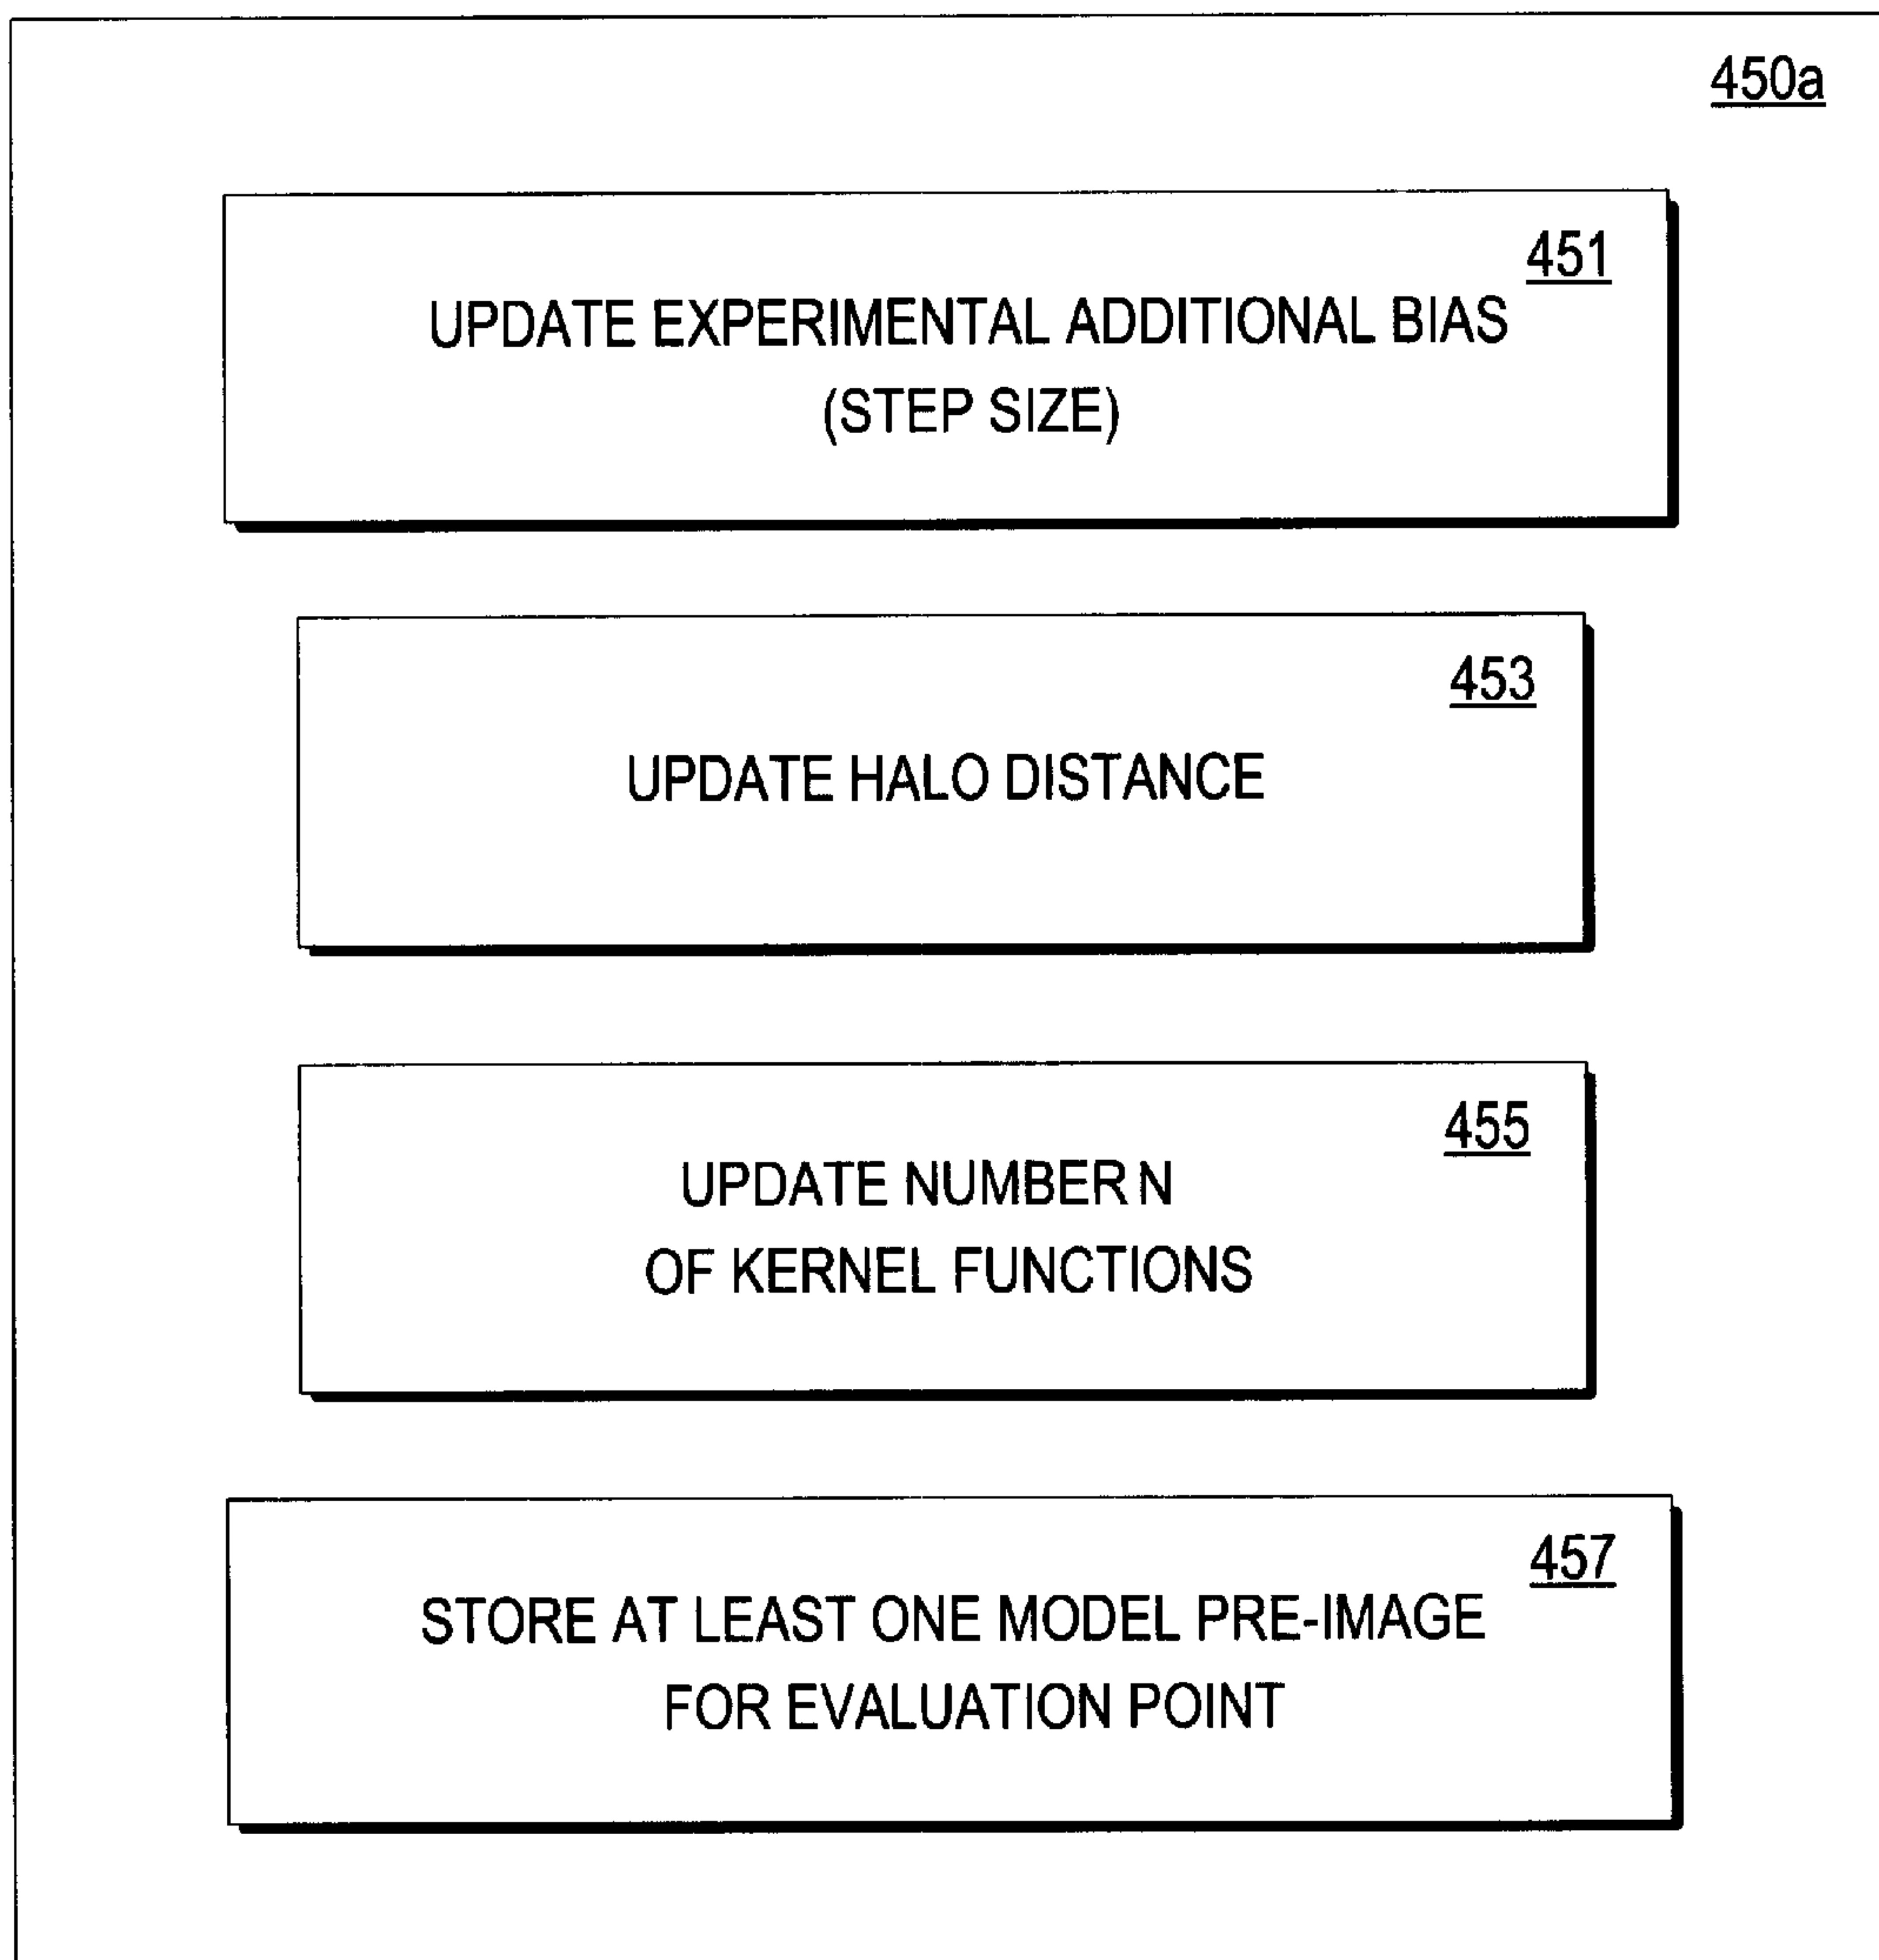 450a
451
UPDATE EXPERIMENTAL ADDITIONAL BIAS
(STEP SIZE)
453
UPDATE HALO DISTANCE
455
UPDATE NUMBER N
OF KERNEL FUNCTIONS
457
STORE AT LEAST ONE MODEL PRE-IMAGE
FOR EVALUATION POINT